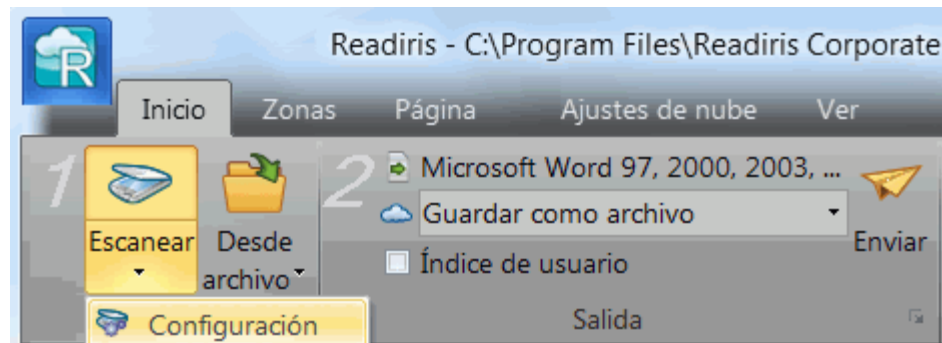 R
Readiris - C:\Program Files\Readiris Corporate
Inicio Zonas Página Ajustes de nube Ver
1 Escanear
Desde archivo
2 Microsoft Word 97, 2000, 2003, ...
Guardar como archivo
Índice de usuario
Enviar
Configuración
Salida